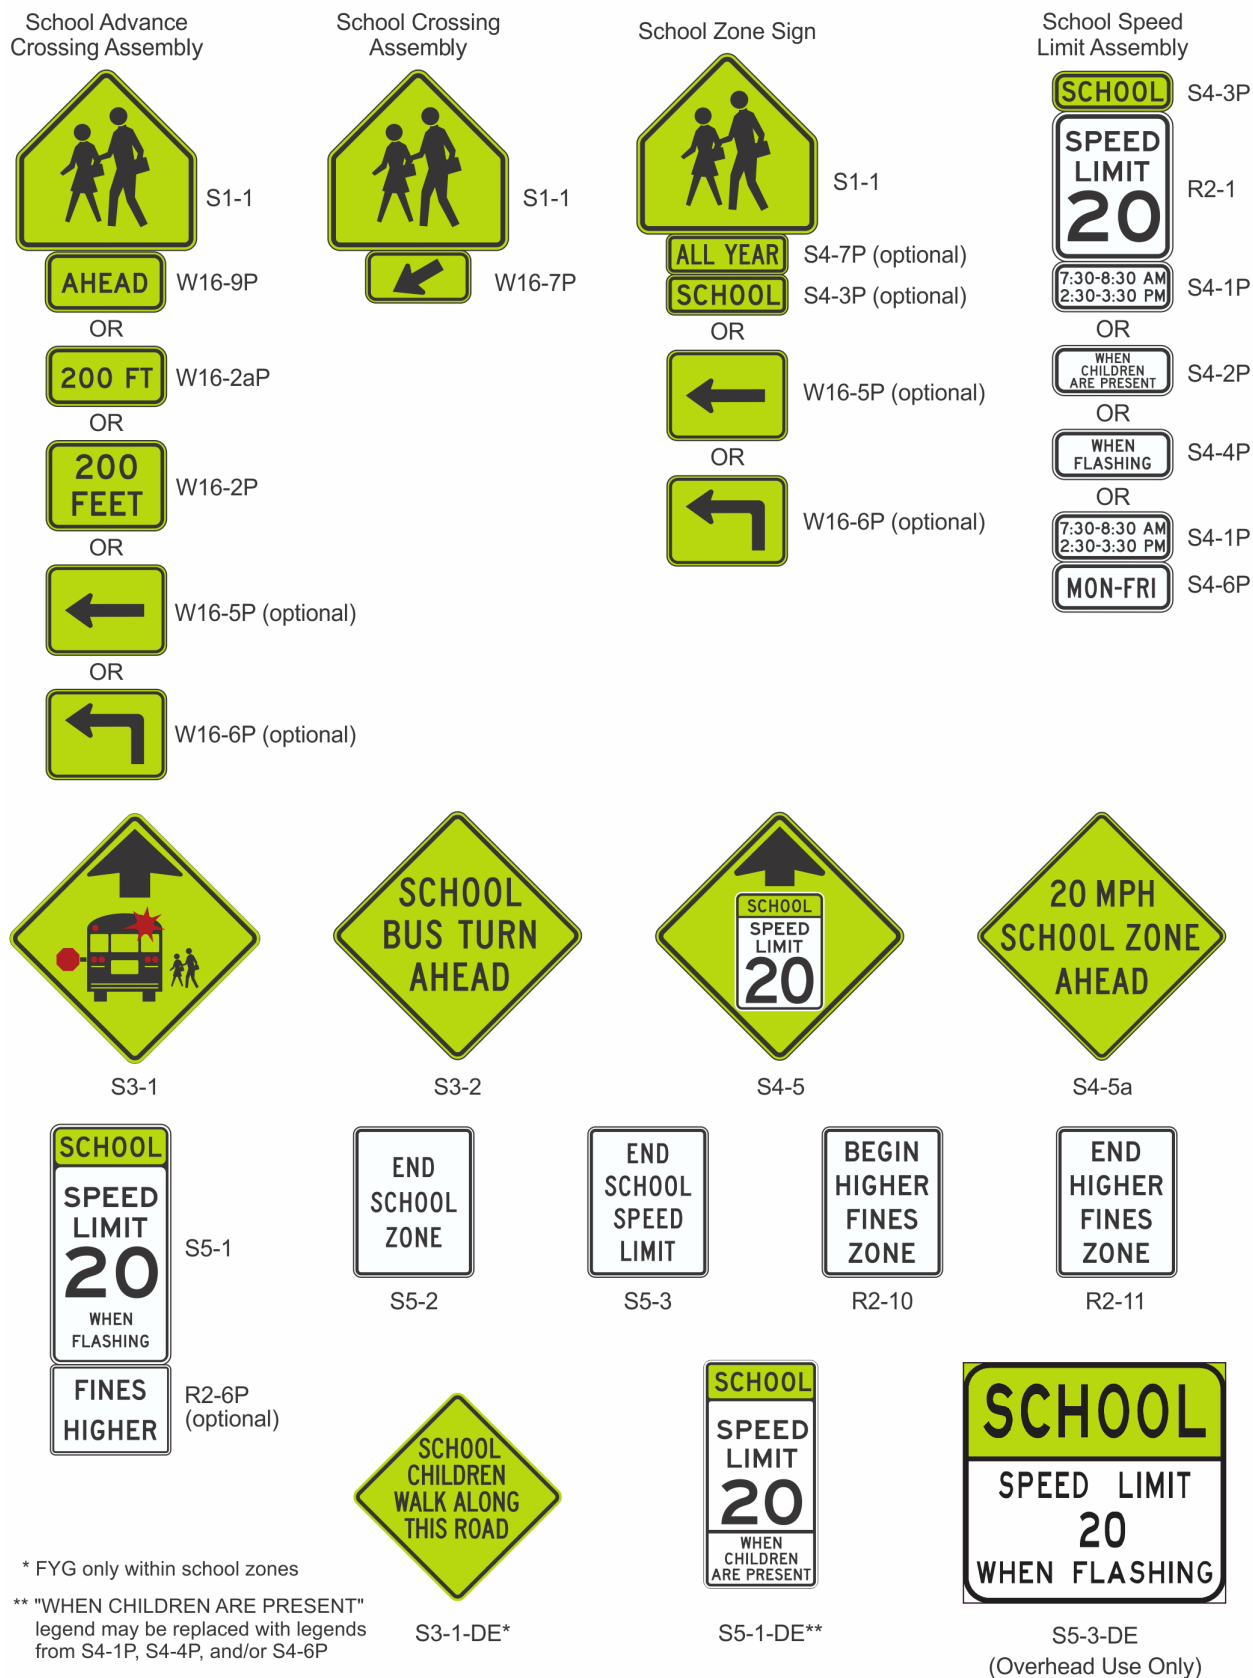 School Advance
Crossing Assembly
S1-1
AHEAD
W16-9P
OR
200 FT
W16-2aP
OR
200
FEET
W16-2P
OR
W16-5P (optional)
OR
W16-6P (optional)
School Crossing
Assembly
S1-1
W16-7P
School Zone Sign
S1-1
ALL YEAR
S4-7P (optional)
SCHOOL
S4-3P (optional)
OR
W16-5P (optional)
OR
W16-6P (optional)
School Speed
Limit Assembly
SCHOOL
S4-3P
SPEED
LIMIT
20
R2-1
7:30-8:30 AM
2:30-3:30 PM
S4-1P
OR
WHEN
CHILDREN
ARE PRESENT
S4-2P
OR
WHEN
FLASHING
S4-4P
OR
7:30-8:30 AM
2:30-3:30 PM
S4-1P
MON-FRI
S4-6P
S3-1
SCHOOL
BUS TURN
AHEAD
S3-2
SCHOOL
SPEED
LIMIT
20
S4-5
20 MPH
SCHOOL ZONE
AHEAD
S4-5a
SCHOOL
SPEED
LIMIT
20
WHEN
FLASHING
S5-1
FINES
HIGHER
R2-6P
(optional)
END
SCHOOL
ZONE
S5-2
END
SCHOOL
SPEED
LIMIT
S5-3
BEGIN
HIGHER
FINES
ZONE
R2-10
END
HIGHER
FINES
ZONE
R2-11
SCHOOL
CHILDREN
WALK ALONG
THIS ROAD
S3-1-DE*
SCHOOL
SPEED
LIMIT
20
WHEN
CHILDREN
ARE PRESENT
S5-1-DE**
SCHOOL
SPEED LIMIT
20
WHEN FLASHING
S5-3-DE
(Overhead Use Only)
* FYG only within school zones
** "WHEN CHILDREN ARE PRESENT"
legend may be replaced with legends
from S4-1P, S4-4P, and/or S4-6P